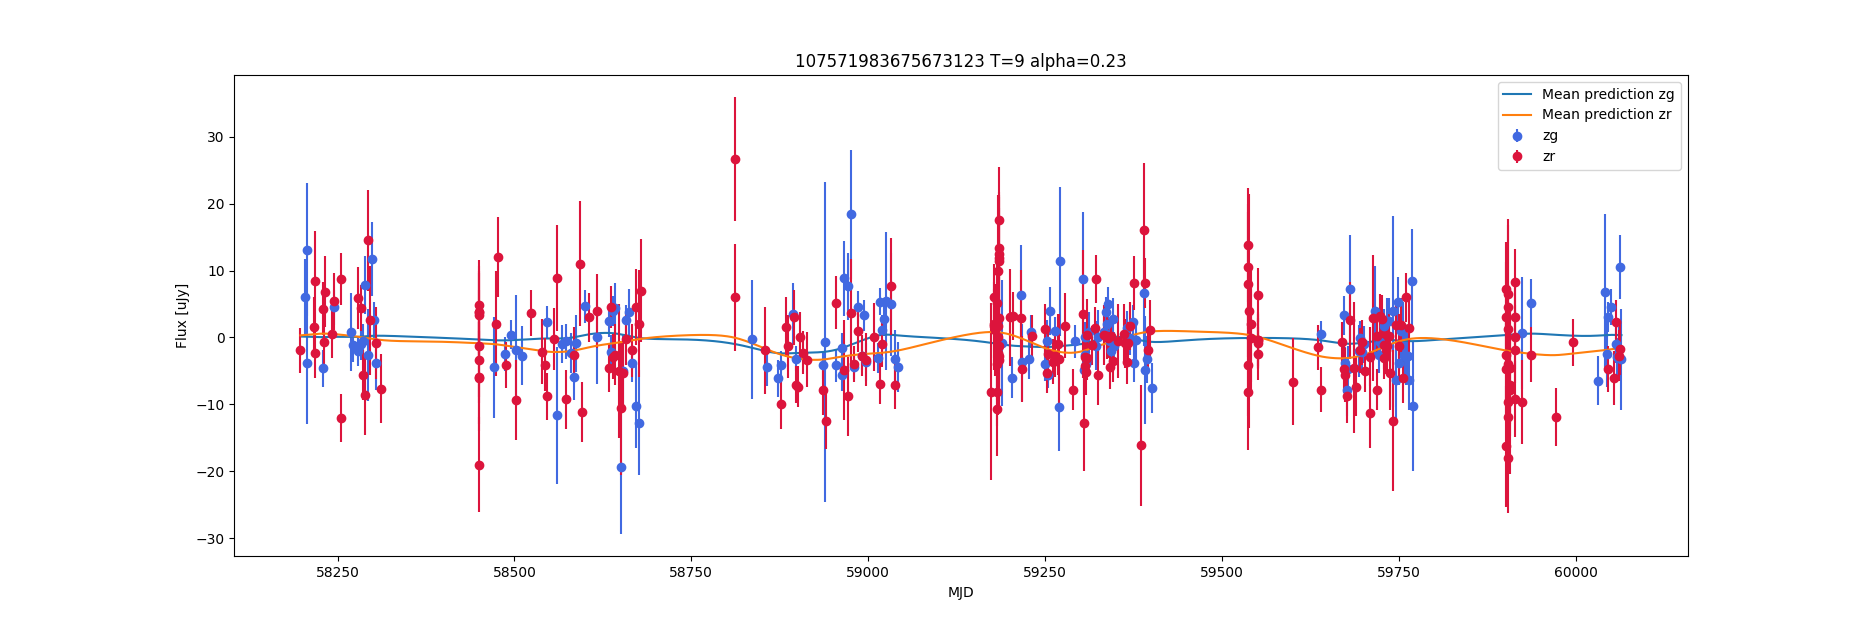 107571983675673123 T=9 alpha=0.23
Mean prediction zg
Mean prediction zr
zg
zr
Flux [uJy]
30
20
10
0
−10
−20
−30
58250 58500 58750 59000 59250 59500 59750 60000
MJD